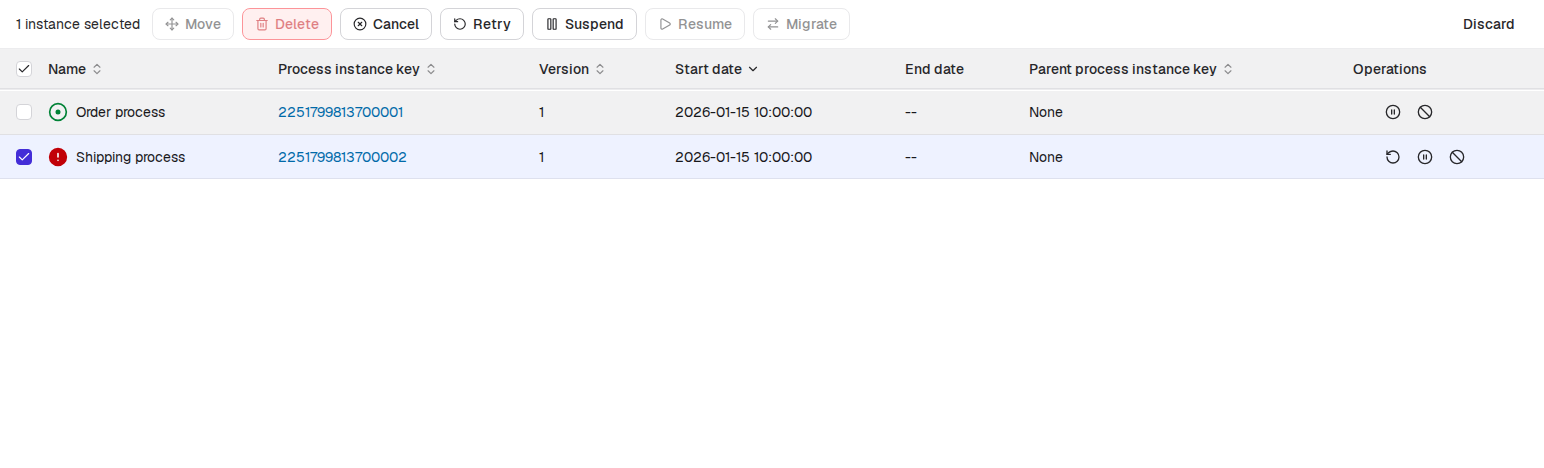 1 instance selected Move Delete Cancel Retry Suspend Resume Migrate Discard
Name Process instance key Version Start date End date Parent process instance key Operations
Order process 2251799813700001 1 2026-01-15 10:00:00 -- None
Shipping process 2251799813700002 1 2026-01-15 10:00:00 -- None